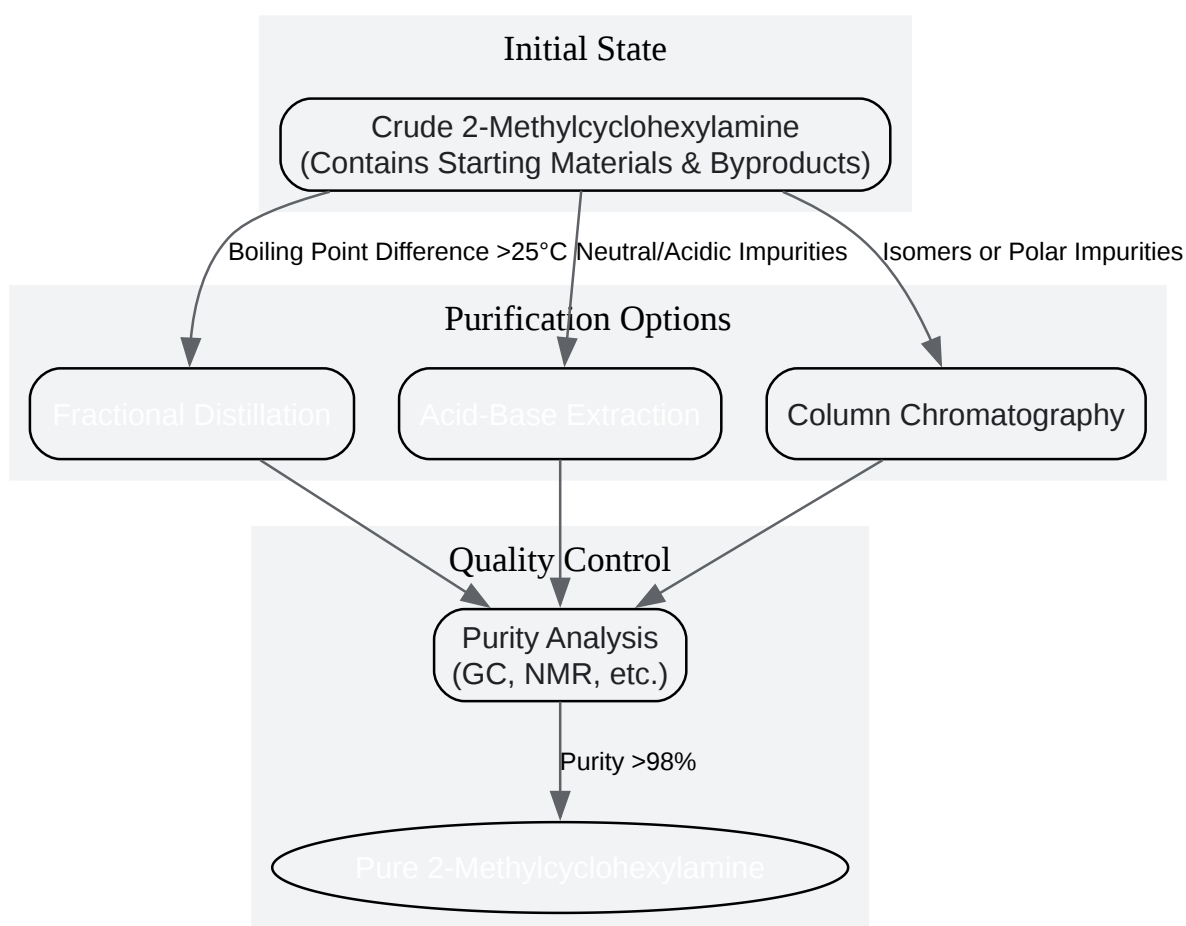 Initial State
Crude 2-Methylcyclohexylamine
(Contains Starting Materials & Byproducts)
Boiling Point Difference >25°C
Neutral/Acidic Impurities
Isomers or Polar Impurities
Purification Options
Fractional Distillation
Acid-Base Extraction
Column Chromatography
Quality Control
Purity Analysis
(GC, NMR, etc.)
Purity >98%
Pure 2-Methylcyclohexylamine